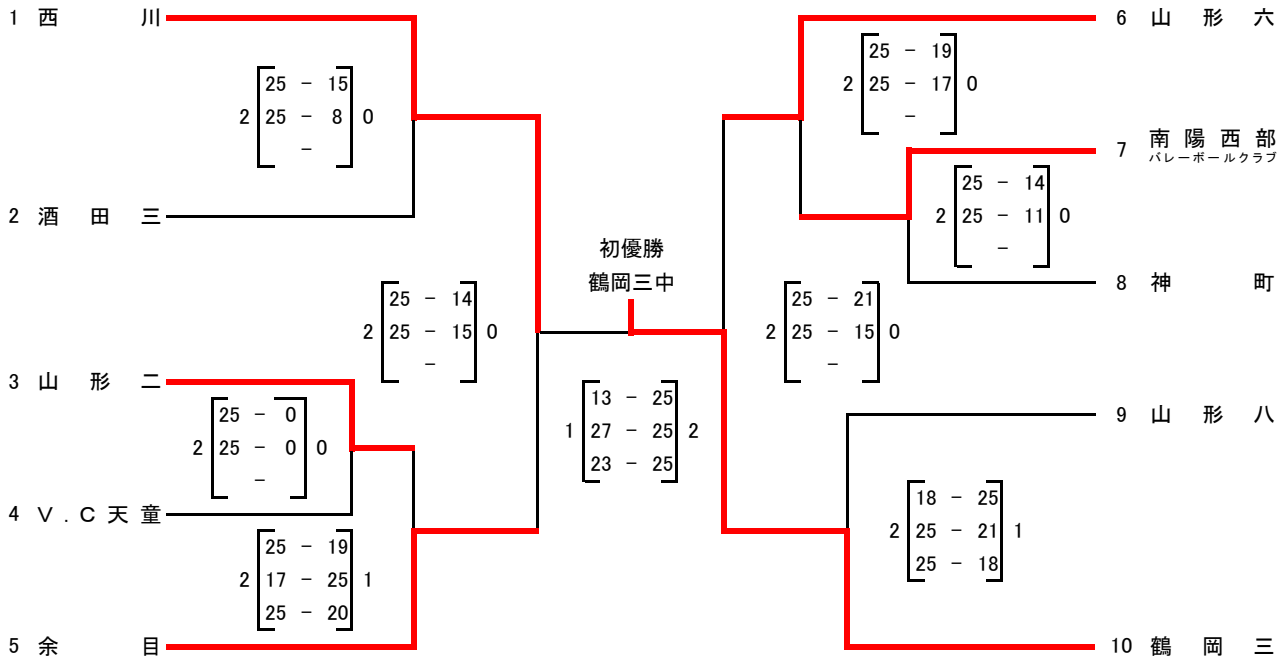 1 西川
25 - 15
2 25 - 8 0
-
2 酒田三
25 - 14
2 25 - 15 0
-
3 山形二
25 - 0
2 25 - 0 0
-
4 V.C天童
25 - 19
2 17 - 25 1
25 - 20
5 余目
初優勝
鶴岡三中
13 - 25
1 27 - 25 2
23 - 25
6 山形六
25 - 19
2 25 - 17 0
-
7 南陽西部
バレーボールクラブ
25 - 14
2 25 - 11 0
-
8 神町
25 - 21
2 25 - 15 0
-
9 山形八
18 - 25
2 25 - 21 1
25 - 18
10 鶴岡三